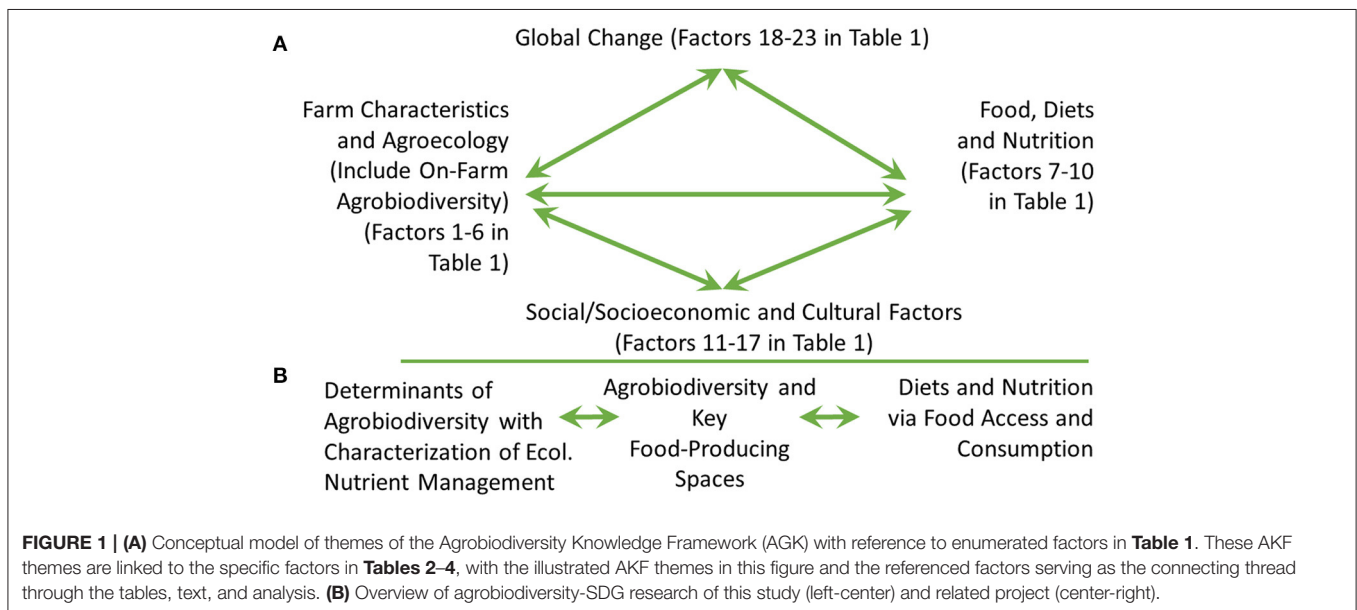 A
Global Change (Factors 18-23 in Table 1)
Farm Characteristics
and Agroecology
(Include On-Farm
Agrobiodiversity)
(Factors 1-6 in
Table 1)
Food, Diets
and Nutrition
(Factors 7-10
in Table 1)
Social/Socioeconomic and Cultural Factors
(Factors 11-17 in Table 1)
B
Determinants of
Agrobiodiversity with
Characterization of Ecol.
Nutrient Management
Agrobiodiversity and
Key
Food-Producing
Spaces
Diets and Nutrition
via Food Access and
Consumption
FIGURE 1 | (A) Conceptual model of themes of the Agrobiodiversity Knowledge Framework (AGK) with reference to enumerated factors in Table 1. These AKF
themes are linked to the specific factors in Tables 2–4, with the illustrated AKF themes in this figure and the referenced factors serving as the connecting thread
through the tables, text, and analysis. (B) Overview of agrobiodiversity-SDG research of this study (left-center) and related project (center-right).